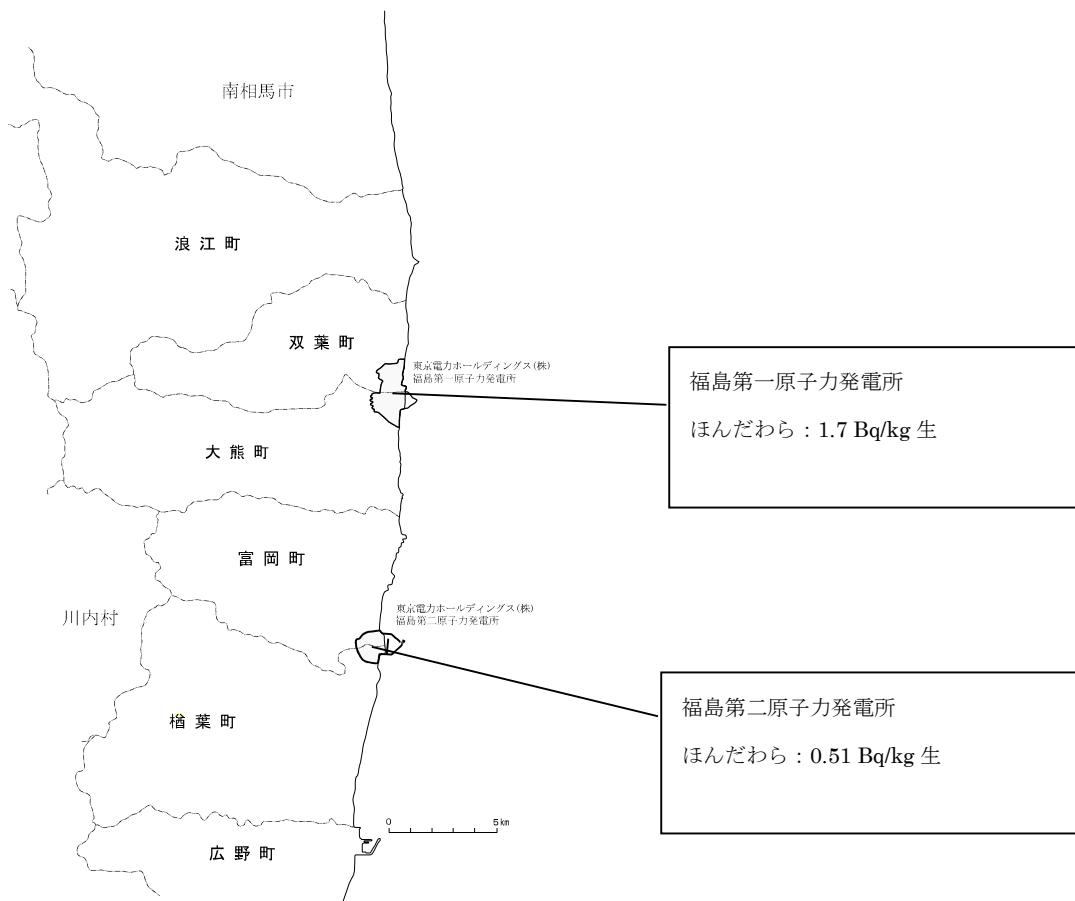 南相馬市
浪江町
双葉町
東京電力ホールディングス(株)
福島第一原子力発電所
福島第一原子力発電所
ほんだわら：1.7 Bq/kg 生
大熊町
富岡町
川内村
東京電力ホールディングス(株)
福島第二原子力発電所
福島第二原子力発電所
ほんだわら：0.51 Bq/kg 生
楢葉町
0 5km
広野町